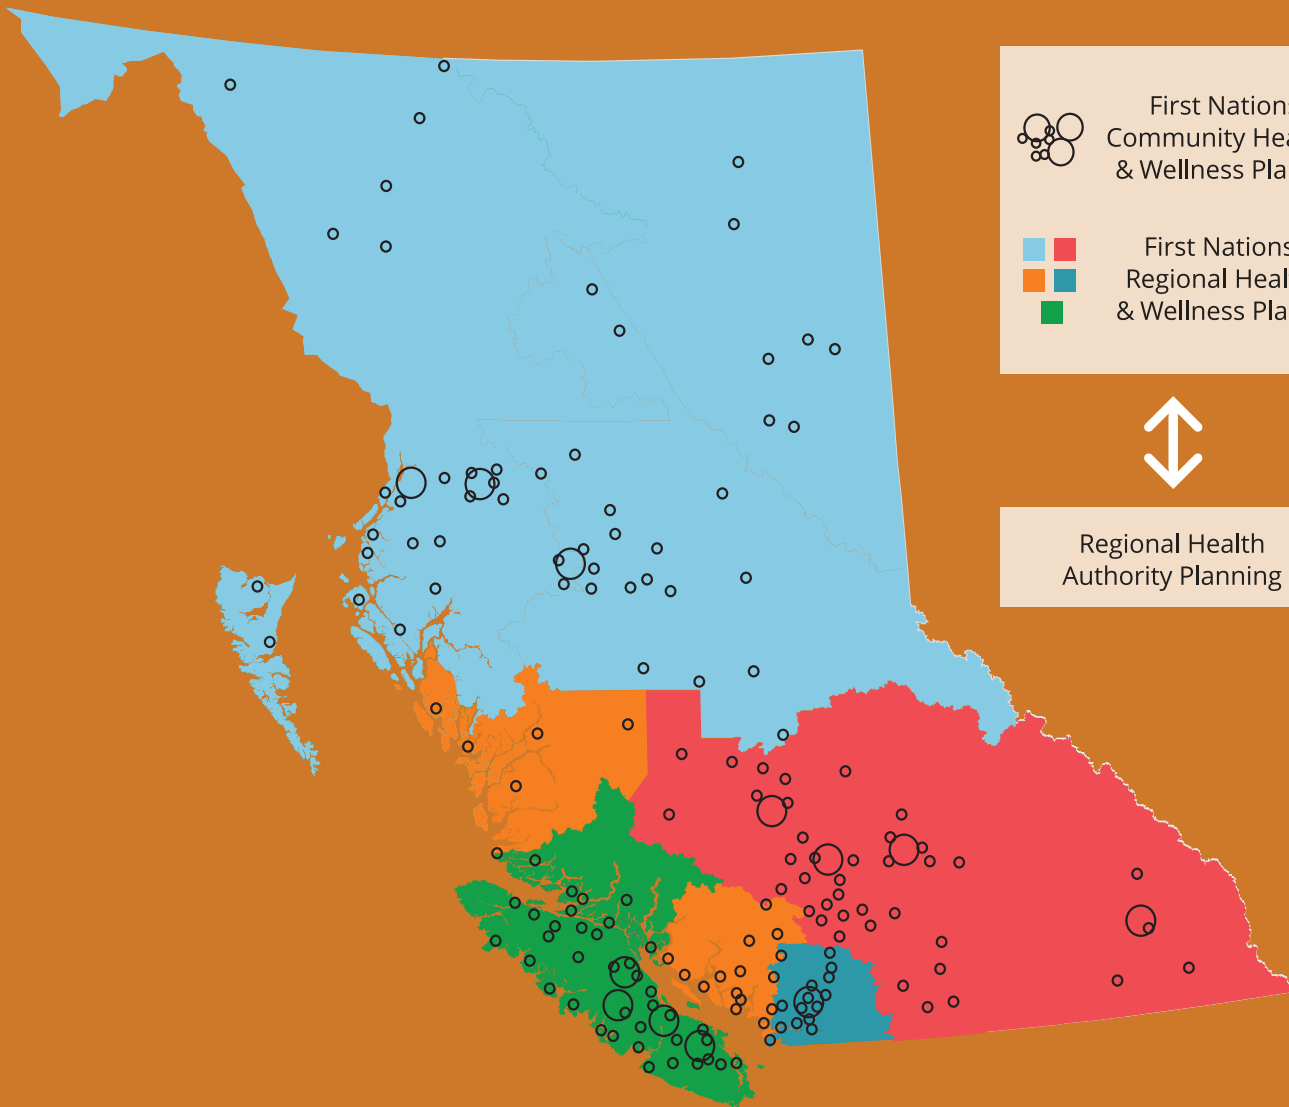 First Nations
Community Hea
& Wellness Pla
First Nations
Regional Heal
& Wellness Pla
Regional Health
Authority Planning